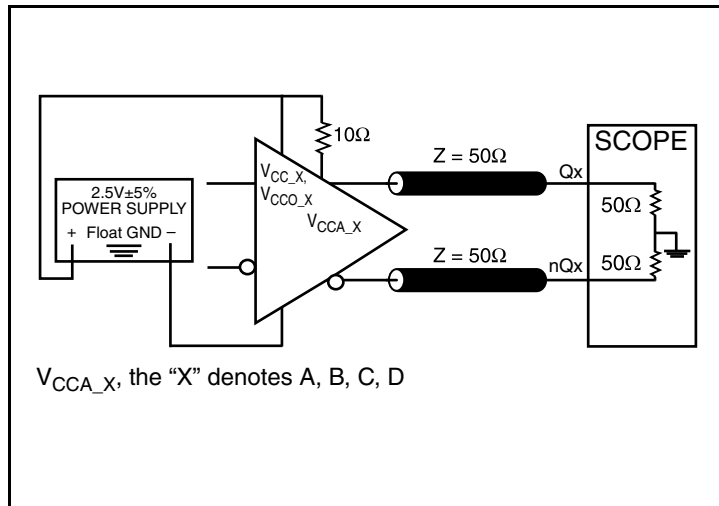 10Ω
Z = 50Ω
Qx
SCOPE
V_CC_X,
V_CCO_X
V_CCA_X
50Ω
2.5V±5%
POWER SUPPLY
+ Float GND –
Z = 50Ω
nQx
50Ω
V_CCA_X, the “X” denotes A, B, C, D